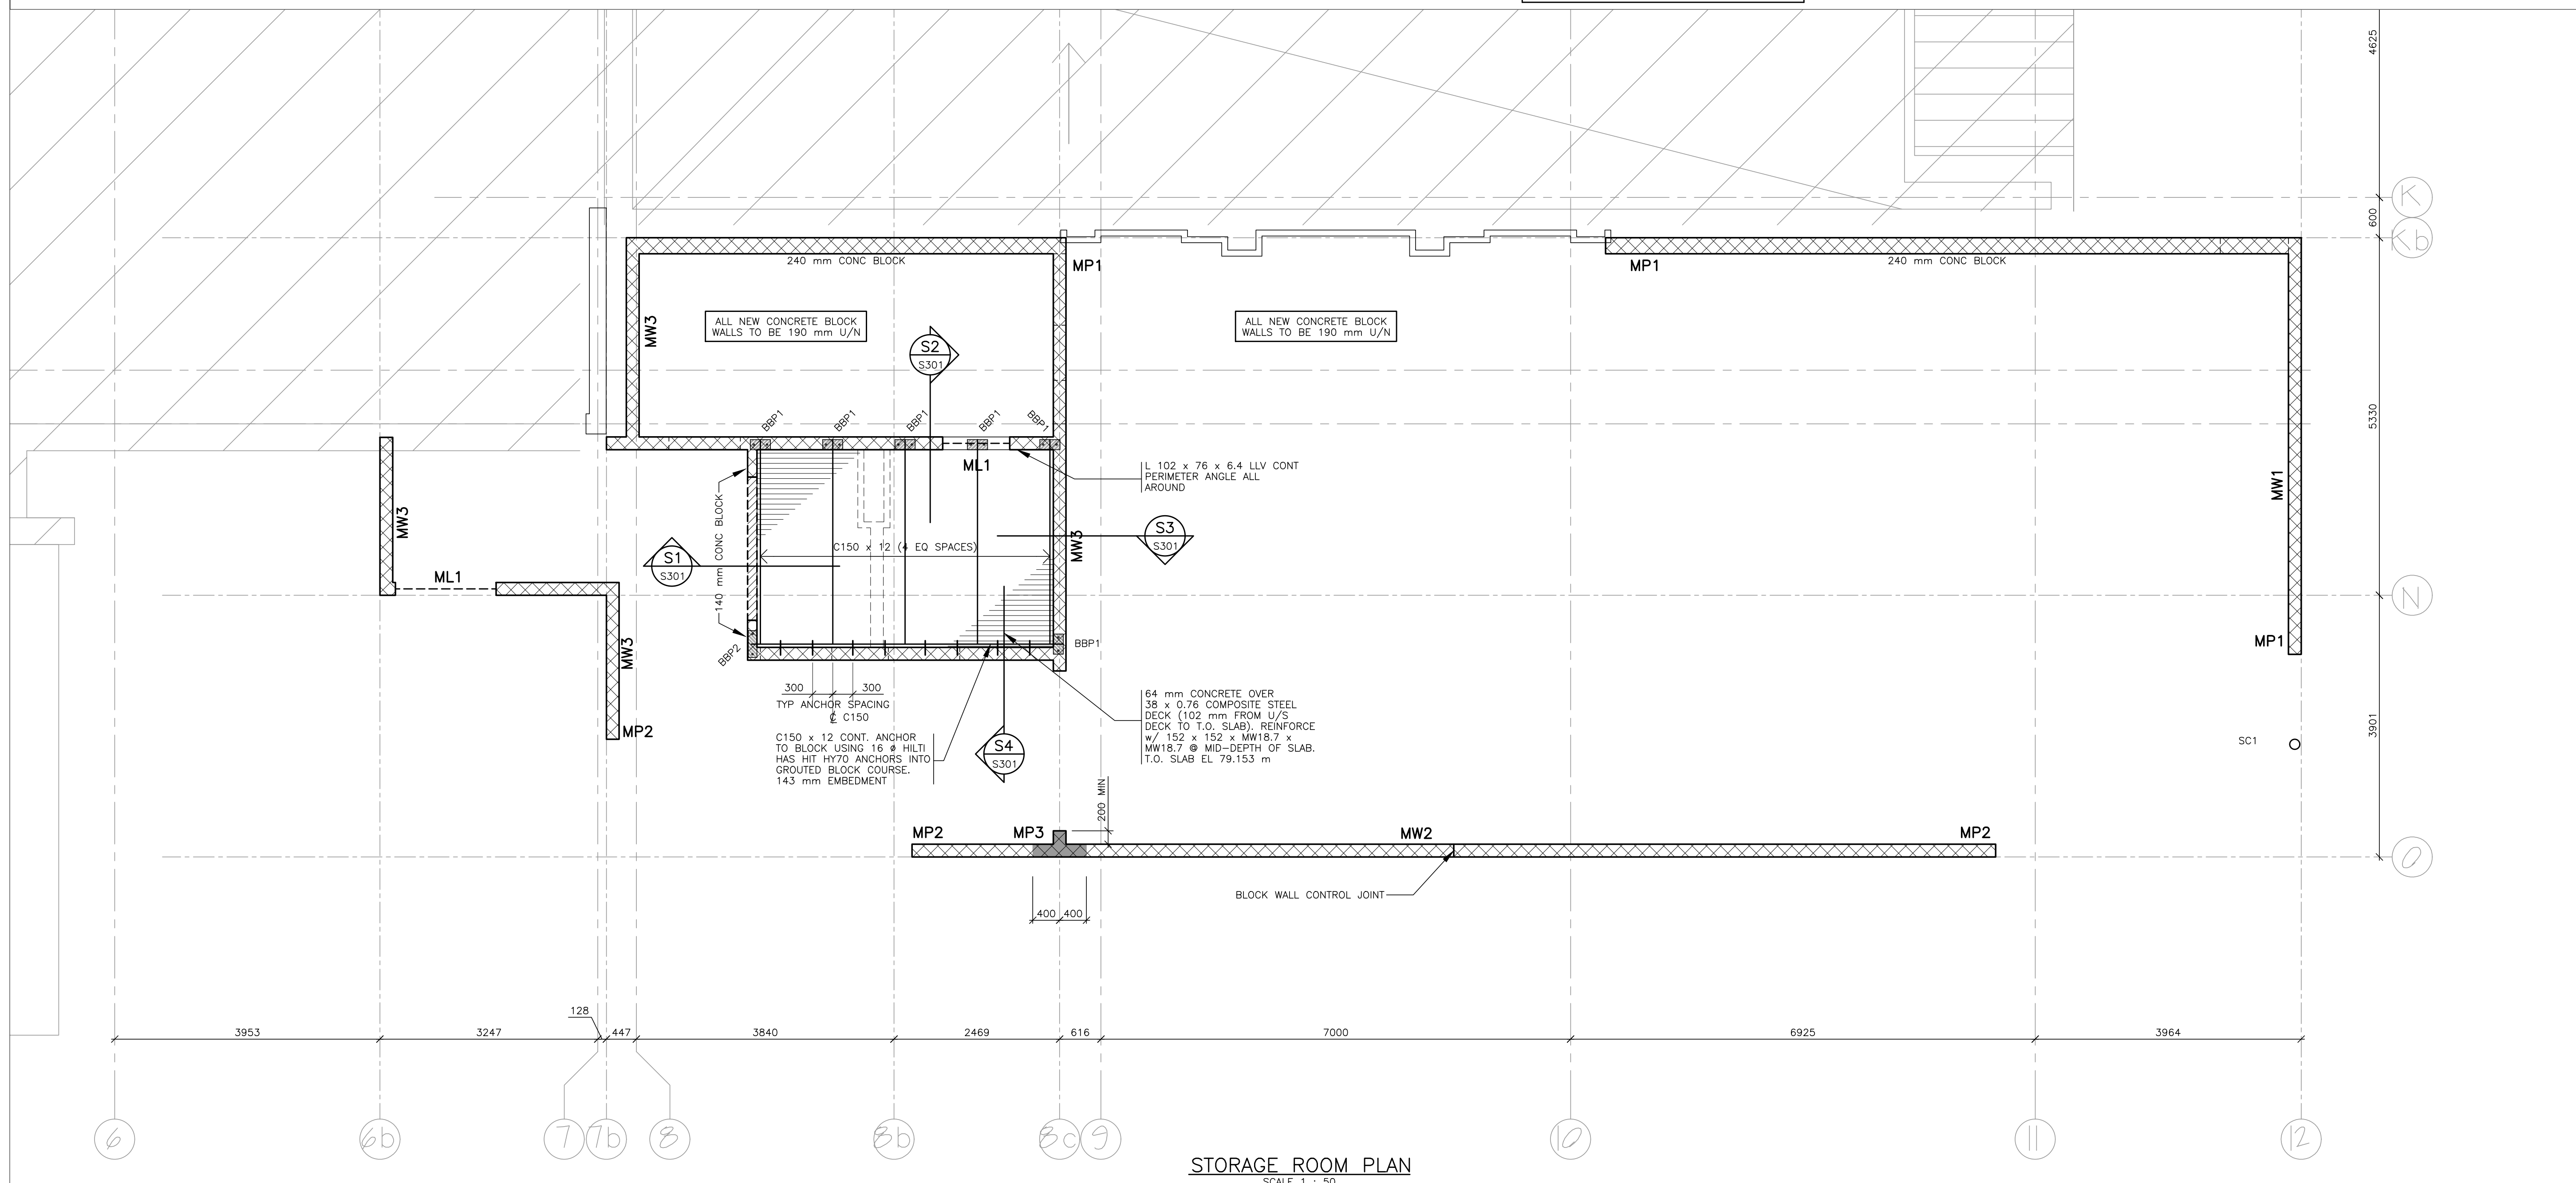 4625
K
600
Kb
240 mm CONC BLOCK
MP1
MP1
240 mm CONC BLOCK
MW3
ALL NEW CONCRETE BLOCK
WALLS TO BE 190 mm U/N
ALL NEW CONCRETE BLOCK
WALLS TO BE 190 mm U/N
S2
S301
5330
BBP1
BBP1
BBP1
BBP1
BBP1
ML1
L 102 x 76 x 6.4 LLV CONT
PERIMETER ANGLE ALL
AROUND
MW1
MW3
140 mm CONC BLOCK
S3
S301
MW3
C150 x 12 (4 EQ SPACES)
S1
S301
ML1
N
MW3
BBP2
BBP1
MP1
300
300
TYP ANCHOR SPACING
℄ C150
64 mm CONCRETE OVER
38 x 0.76 COMPOSITE STEEL
DECK (102 mm FROM U/S
DECK TO T.O. SLAB). REINFORCE
w/ 152 x 152 x MW18.7 x
MW18.7 @ MID-DEPTH OF SLAB.
T.O. SLAB EL 79.153 m
MP2
C150 x 12 CONT. ANCHOR
TO BLOCK USING 16 ø HILTI
HAS HIT HY70 ANCHORS INTO
GROUTED BLOCK COURSE.
143 mm EMBEDMENT
S4
S301
SC1
3901
200 MIN
MP2
MP3
MW2
MP2
O
BLOCK WALL CONTROL JOINT
400
400
128
3953
3247
447
3840
2469
616
7000
6925
3964
6
6b
7
7b
8
8b
8c
9
10
11
12
STORAGE ROOM PLAN
SCALE 1 : 50